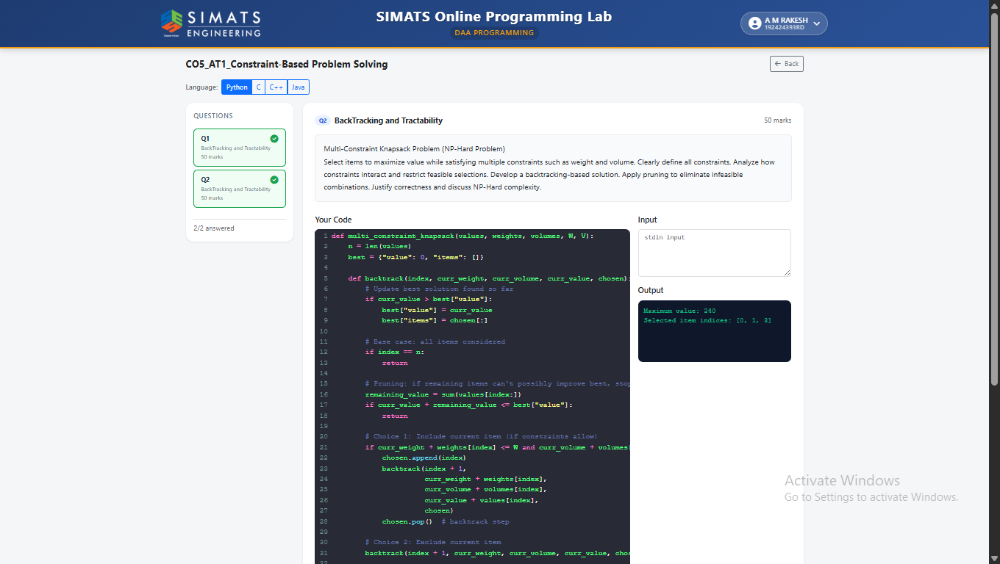 SIMATS
ENGINEERING
SIMATS Online Programming Lab
DAA PROGRAMMING
A M RAKESH
192424393RD
CO5_AT1_Constraint-Based Problem Solving
← Back
Language: Python C C++ Java
QUESTIONS
Q1
BackTracking and Tractability
50 marks
Q2
BackTracking and Tractability
50 marks
2/2 answered
Q2 BackTracking and Tractability
50 marks
Multi-Constraint Knapsack Problem (NP-Hard Problem)
Select items to maximize value while satisfying multiple constraints such as weight and volume. Clearly define all constraints. Analyze how
constraints interact and restrict feasible selections. Develop a backtracking-based solution. Apply pruning to eliminate infeasible
combinations. Justify correctness and discuss NP-Hard complexity.
Your Code
1 def multi_constraint_knapsack(values, weights, volumes, W, V):
2     n = len(values)
3     best = {"value": 0, "items": []}
4
5     def backtrack(index, curr_weight, curr_volume, curr_value, chosen):
6         # Update best solution found so far
7         if curr_value > best["value"]:
8             best["value"] = curr_value
9             best["items"] = chosen[:]
10
11         # Base case: all items considered
12         if index == n:
13             return
14
15         # Pruning: if remaining items can't possibly improve best, stop
16         remaining_value = sum(values[index:])
17         if curr_value + remaining_value <= best["value"]:
18             return
19
20         # Choice 1: Include current item (if constraints allow)
21         if curr_weight + weights[index] <= W and curr_volume + volumes[
22             chosen.append(index)
23             backtrack(index + 1,
24                       curr_weight + weights[index],
25                       curr_volume + volumes[index],
26                       curr_value + values[index],
27                       chosen)
28             chosen.pop()  # backtrack step
29
30         # Choice 2: Exclude current item
31         backtrack(index + 1, curr_weight, curr_volume, curr_value, chos
32
Input
stdin input
Output
Maximum value: 240
Selected item indices: [0, 1, 3]
Activate Windows
Go to Settings to activate Windows.